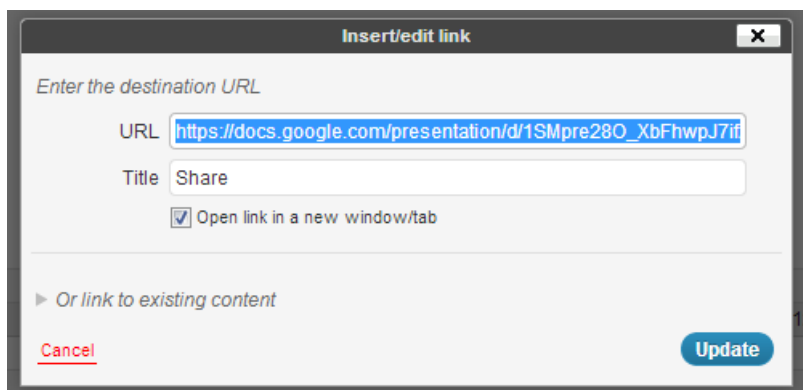 Insert/edit link
X
Enter the destination URL
URL https://docs.google.com/presentation/d/1SMpre28O_XbFhwpJ7if
Title Share
Open link in a new window/tab
Or link to existing content
1
Cancel Update